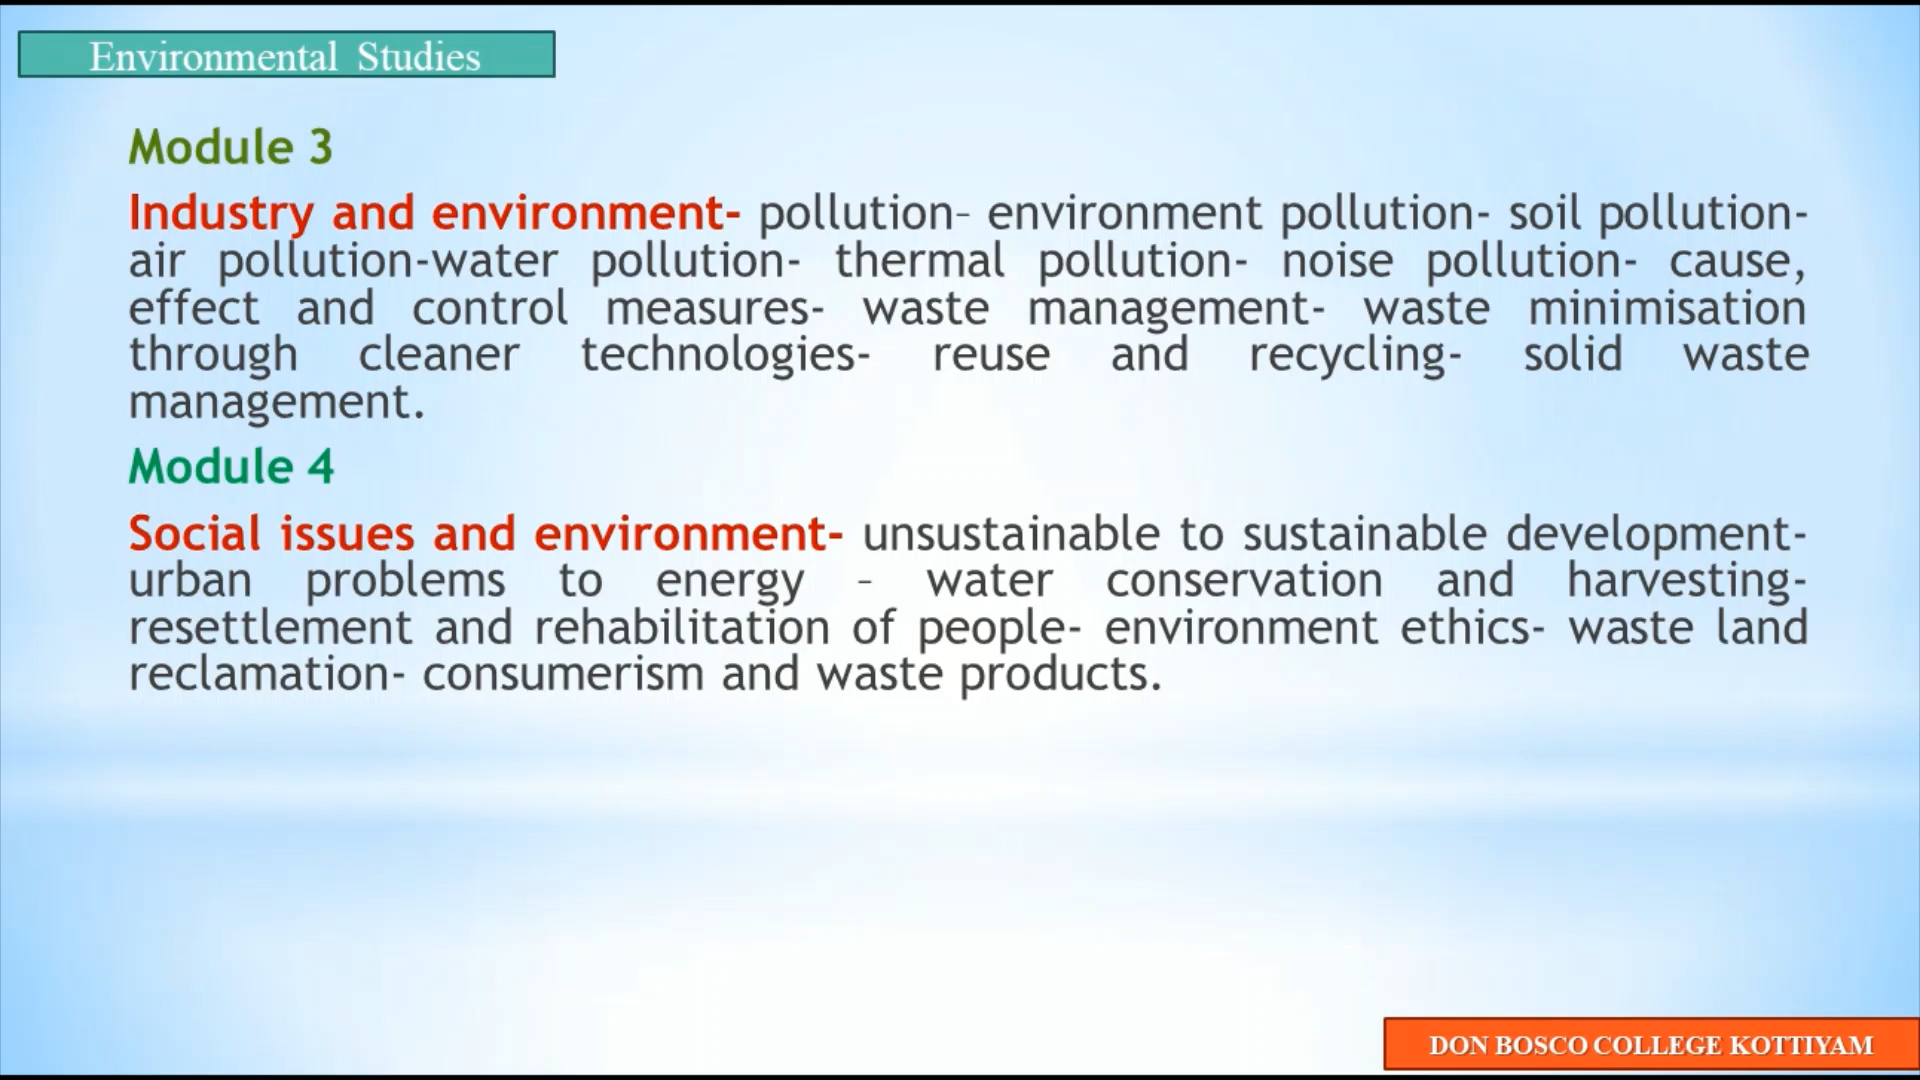 Environmental Studies
Module 3
Industry and environment- pollution– environment pollution- soil pollution-
air pollution-water pollution- thermal pollution- noise pollution- cause,
effect and control measures- waste management- waste minimisation
through cleaner technologies- reuse and recycling- solid waste
management.
Module 4
Social issues and environment- unsustainable to sustainable development-
urban problems to energy – water conservation and harvesting-
resettlement and rehabilitation of people- environment ethics- waste land
reclamation- consumerism and waste products.
DON BOSCO COLLEGE KOTTIYAM